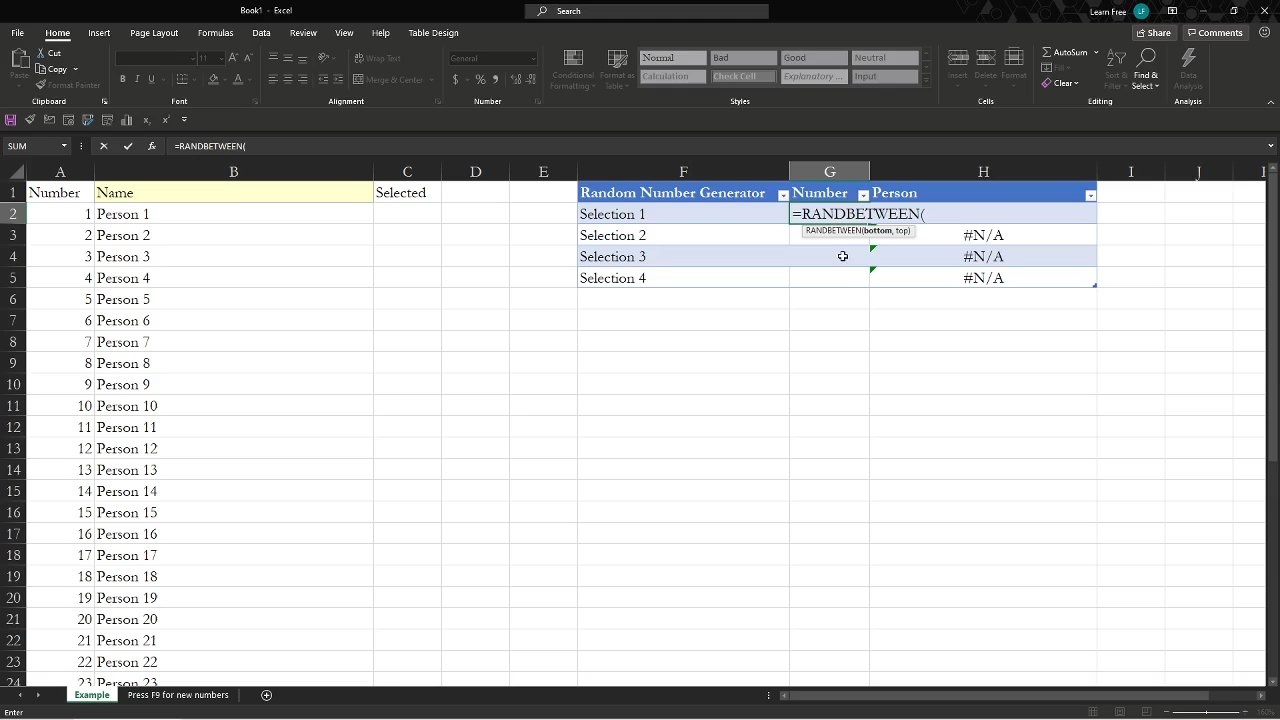 Book1 - Excel
Search
Learn Free LF
File Home Insert Page Layout Formulas Data Review View Help Table Design
Share Comments
Paste Cut Copy Format Painter
Clipboard
11
B I U
Font
Wrap Text
Merge & Center
Alignment
General
$ % ,
Number
Conditional Formatting Format as Table
Normal Bad Good Neutral
Calculation Check Cell Explanatory ... Input
Styles
Insert Delete Format
Cells
AutoSum
Clear
Sort & Filter Find & Select
Editing
Analyze Data
Analysis
SUM fx =RANDBETWEEN(
A B C D E F G H I J
1 Number Name Selected Random Number Generator Number Person
2 1 Person 1 Selection 1 =RANDBETWEEN(
RANDBETWEEN(bottom, top)
3 2 Person 2 Selection 2 #N/A
4 3 Person 3 Selection 3 #N/A
5 4 Person 4 Selection 4 #N/A
6 5 Person 5
7 6 Person 6
8 7 Person 7
9 8 Person 8
10 9 Person 9
11 10 Person 10
12 11 Person 11
13 12 Person 12
14 13 Person 13
15 14 Person 14
16 15 Person 15
17 16 Person 16
18 17 Person 17
19 18 Person 18
20 19 Person 19
21 20 Person 20
22 21 Person 21
23 22 Person 22
24 23 Person 23
Example Press F9 for new numbers
Enter 160%